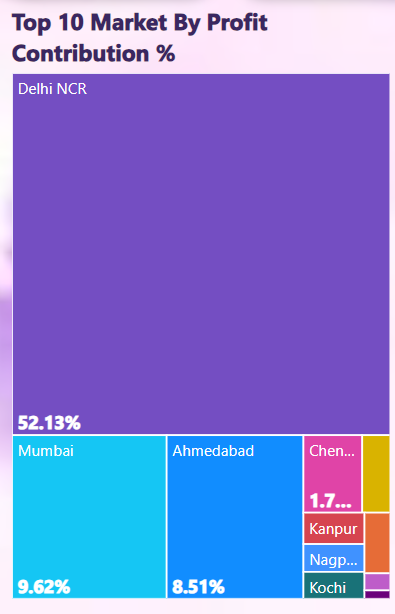 Top 10 Market By Profit
Contribution %
Delhi NCR
52.13%
Mumbai
9.62%
Ahmedabad
8.51%
Chen...
1.7...
Kanpur
Nagp...
Kochi